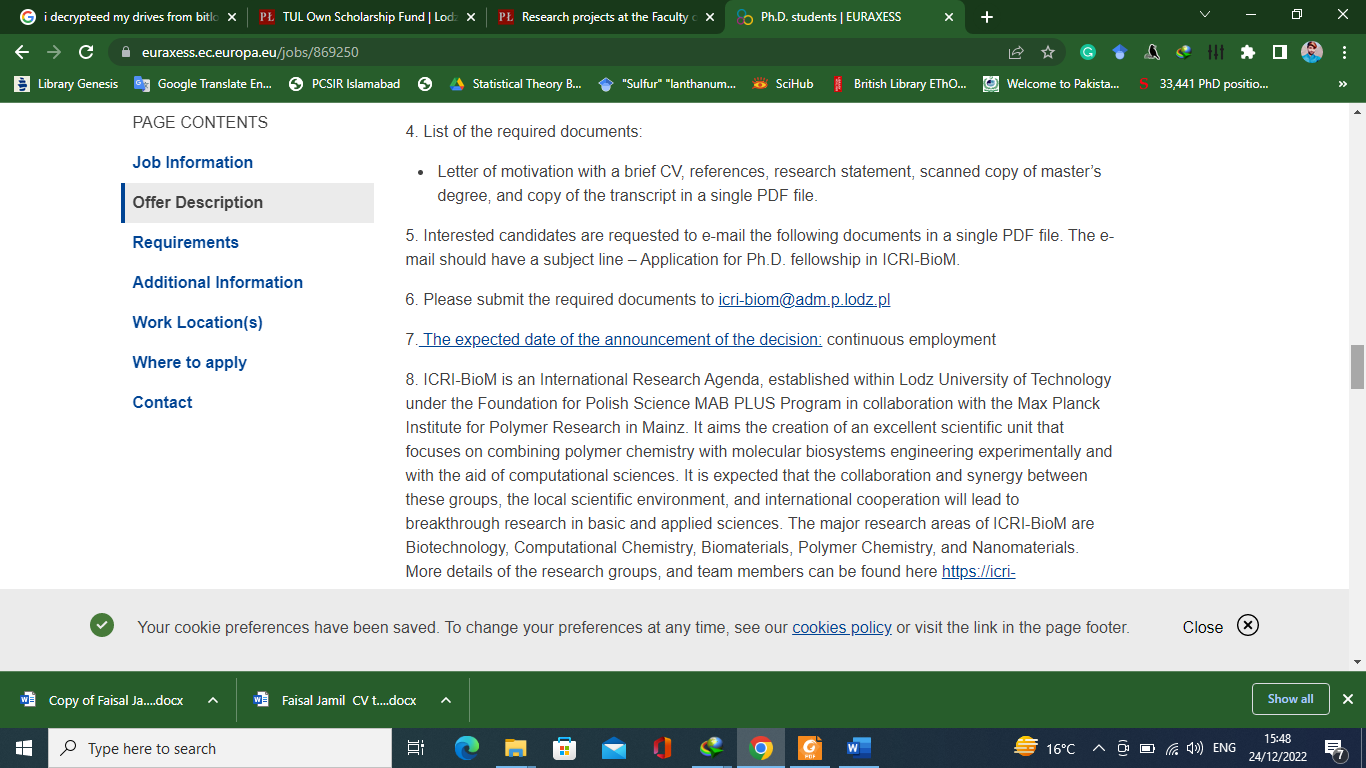 i decrypteed my drives from bitlo
TUL Own Scholarship Fund | Lodz
Research projects at the Faculty o
Ph.D. students | EURAXESS
euraxess.ec.europa.eu/jobs/869250
Library Genesis
Google Translate En...
PCSIR Islamabad
Statistical Theory B...
"Sulfur" "lanthanum...
SciHub
British Library EThO...
Welcome to Pakista...
33,441 PhD positio...
PAGE CONTENTS
Job Information
Offer Description
Requirements
Additional Information
Work Location(s)
Where to apply
Contact
4. List of the required documents:
• Letter of motivation with a brief CV, references, research statement, scanned copy of master’s
degree, and copy of the transcript in a single PDF file.
5. Interested candidates are requested to e-mail the following documents in a single PDF file. The e-
mail should have a subject line – Application for Ph.D. fellowship in ICRI-BioM.
6. Please submit the required documents to icri-biom@adm.p.lodz.pl
7. The expected date of the announcement of the decision: continuous employment
8. ICRI-BioM is an International Research Agenda, established within Lodz University of Technology
under the Foundation for Polish Science MAB PLUS Program in collaboration with the Max Planck
Institute for Polymer Research in Mainz. It aims the creation of an excellent scientific unit that
focuses on combining polymer chemistry with molecular biosystems engineering experimentally and
with the aid of computational sciences. It is expected that the collaboration and synergy between
these groups, the local scientific environment, and international cooperation will lead to
breakthrough research in basic and applied sciences. The major research areas of ICRI-BioM are
Biotechnology, Computational Chemistry, Biomaterials, Polymer Chemistry, and Nanomaterials.
More details of the research groups, and team members can be found here https://icri-
Your cookie preferences have been saved. To change your preferences at any time, see our cookies policy or visit the link in the page footer.
Close
Copy of Faisal Ja....docx
Faisal Jamil CV t....docx
Show all
Type here to search
16°C
ENG
15:48
24/12/2022
7